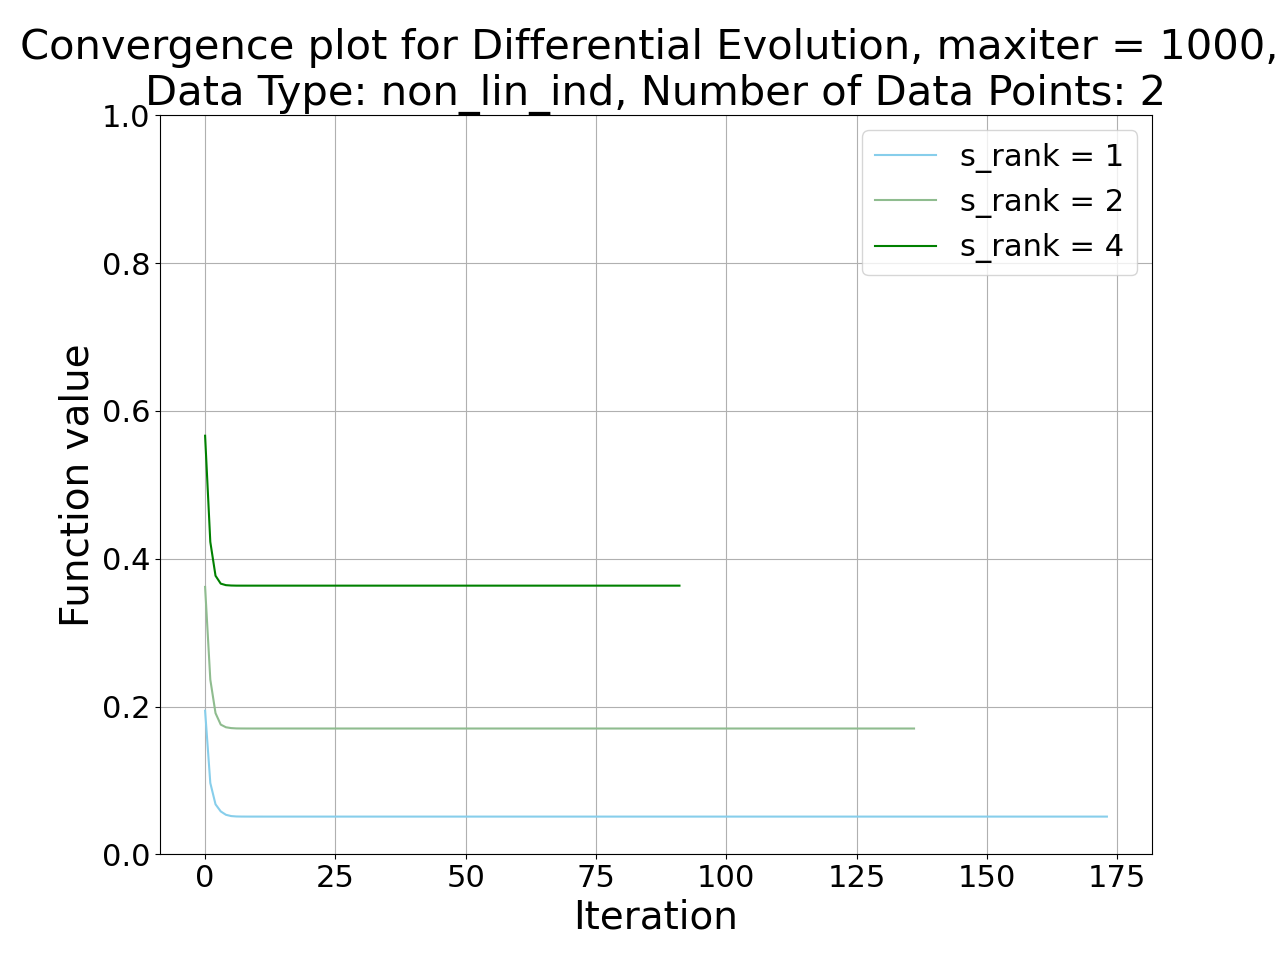 Convergence plot for Differential Evolution, maxiter = 1000,
Data Type: non_lin_ind, Number of Data Points: 2
1.0
0.8
0.6
0.4
0.2
0.0
Function value
s_rank = 1
s_rank = 2
s_rank = 4
0 25 50 75 100 125 150 175
Iteration